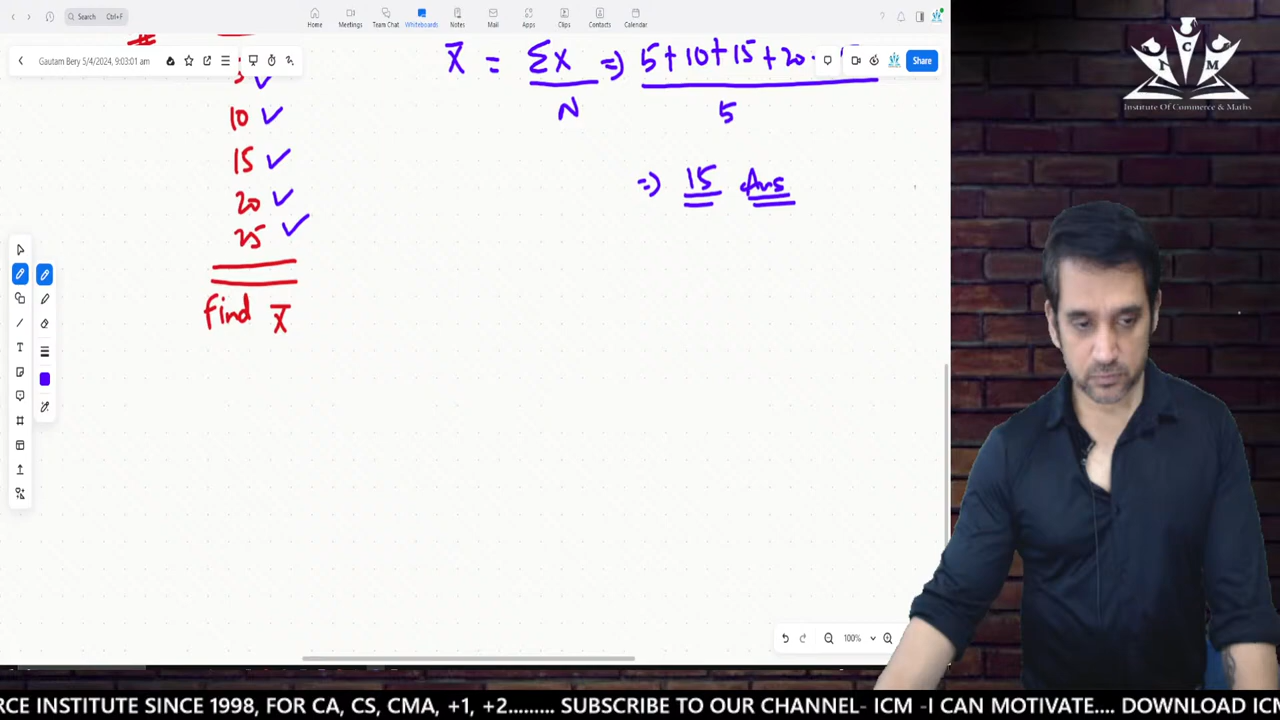 Search Ctrl+F
Home Meetings Team Chat Whiteboards Notes Mail Apps Clips Contacts Calendar
Gautam Bery 5/4/2024, 9:03:01 am
Share
I C M
Institute Of Commerce & Maths
X̄ = ΣX ⇒ 5+10+15+20
N 5
⇒ 15 Ans
5
10
15
20
25
find X̄
100%
RCE INSTITUTE SINCE 1998, FOR CA, CS, CMA, +1, +2......... SUBSCRIBE TO OUR CHANNEL- ICM -I CAN MOTIVATE.... DOWNLOAD ICM